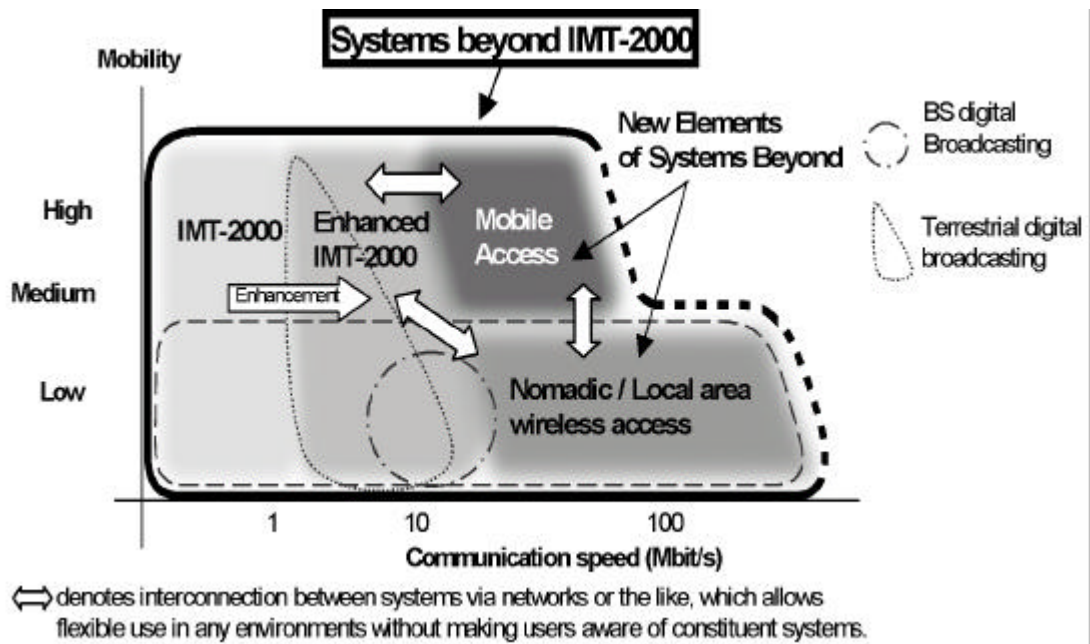 Systems beyond IMT-2000
Mobility
New Elements
of Systems Beyond
BS digital
Broadcasting
High
IMT-2000
Enhanced
IMT-2000
Mobile
Access
Terrestrial digital
broadcasting
Medium
Enhancement
Low
Nomadic / Local area
wireless access
1 10 100
Communication speed (Mbit/s)
denotes interconnection between systems via networks or the like, which allows
flexible use in any environments without making users aware of constituent systems.